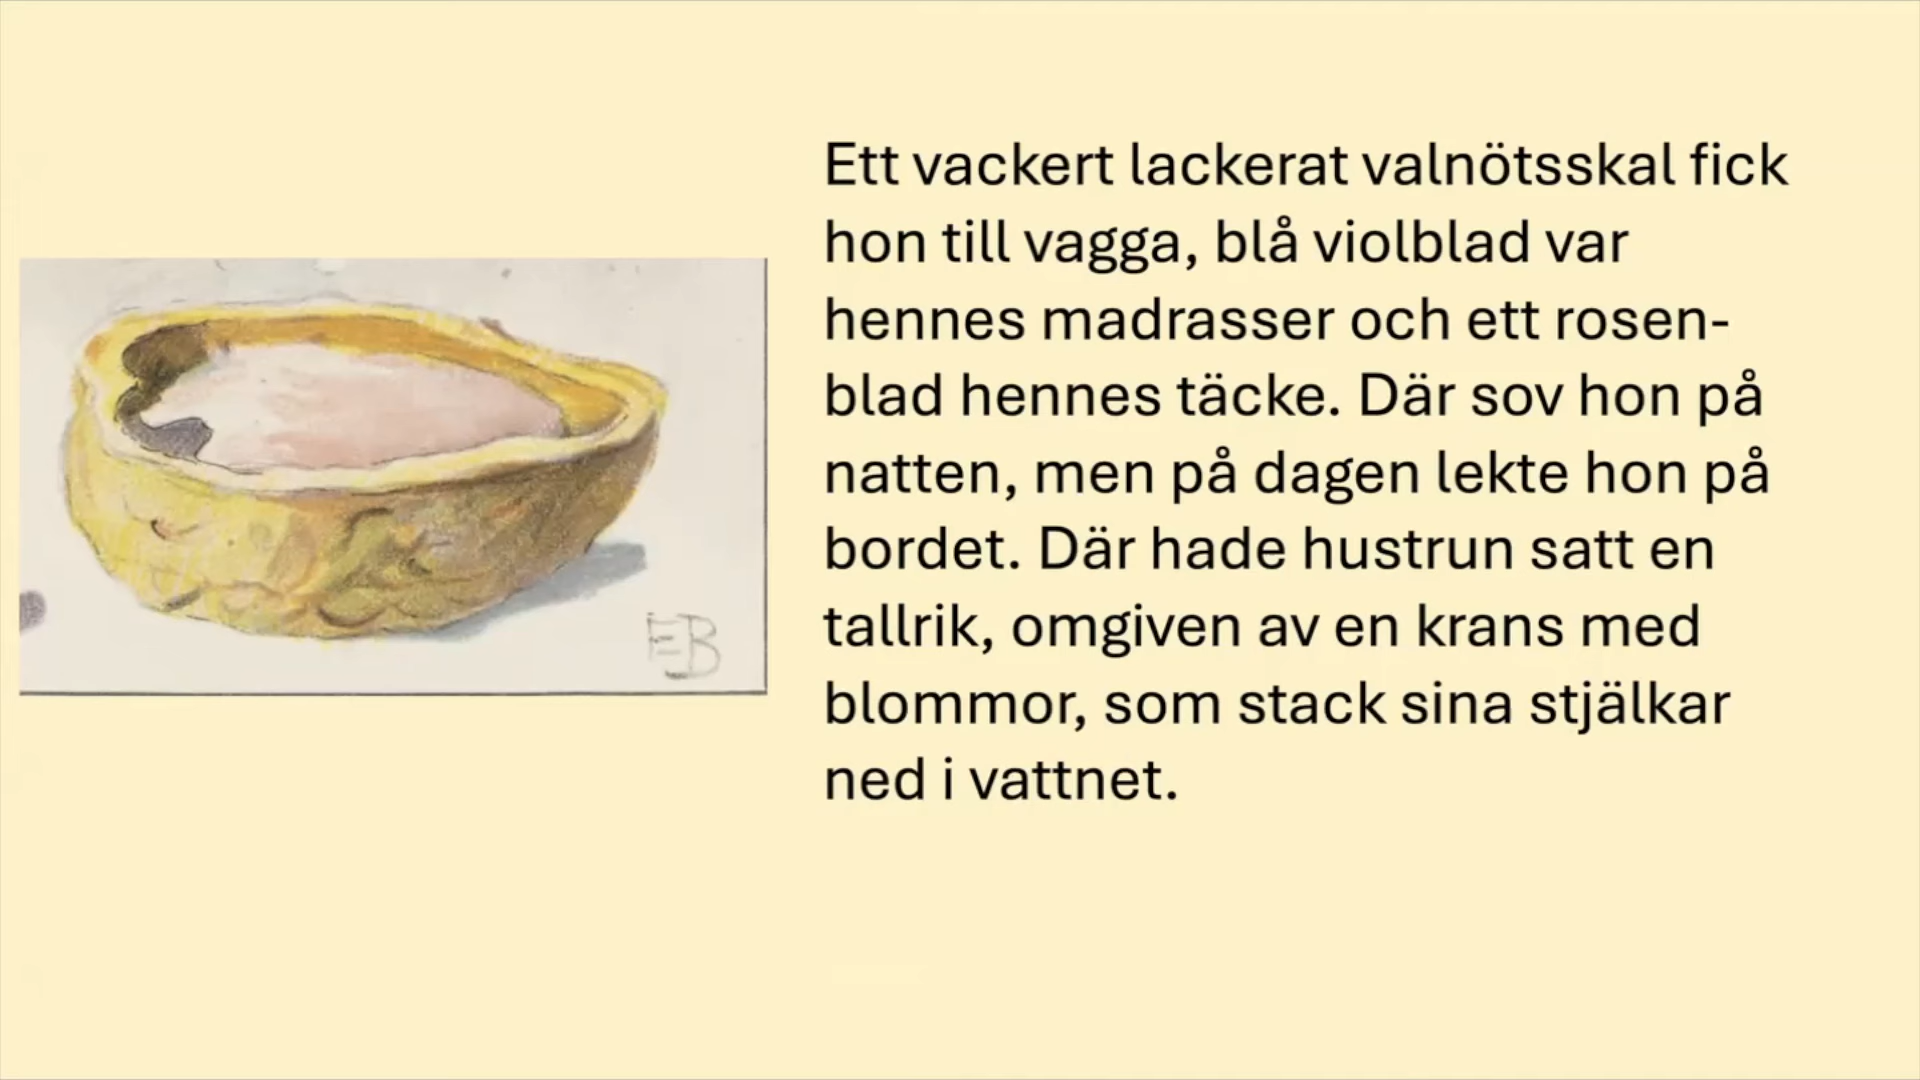 Ett vackert lackerat valnötsskal fick
hon till vagga, blå violblad var
hennes madrasser och ett rosen-
blad hennes täcke. Där sov hon på
natten, men på dagen lekte hon på
bordet. Där hade hustrun satt en
tallrik, omgiven av en krans med
blommor, som stack sina stjälkar
ned i vattnet.
EB